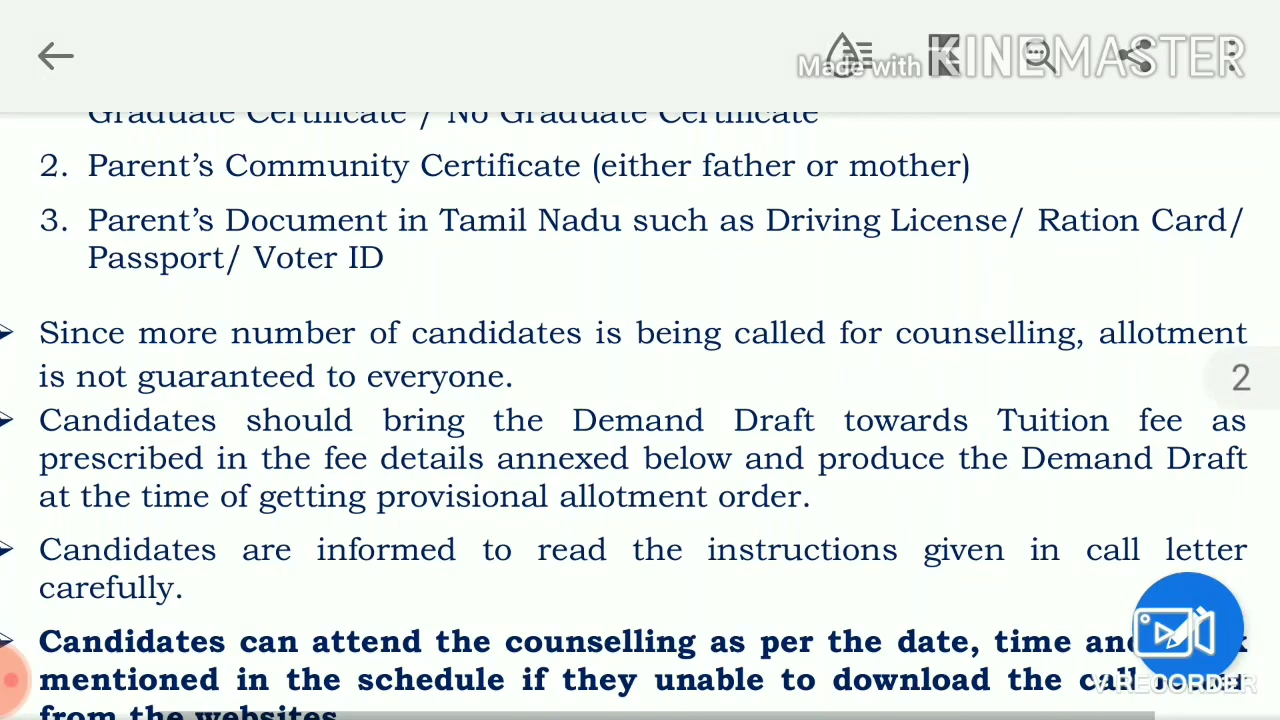 Made with KINEMASTER
Graduate Certificate / No Graduate Certificate
2. Parent's Community Certificate (either father or mother)
3. Parent's Document in Tamil Nadu such as Driving License/ Ration Card/
Passport/ Voter ID
Since more number of candidates is being called for counselling, allotment
is not guaranteed to everyone.
2
Candidates should bring the Demand Draft towards Tuition fee as
prescribed in the fee details annexed below and produce the Demand Draft
at the time of getting provisional allotment order.
Candidates are informed to read the instructions given in call letter
carefully.
Candidates can attend the counselling as per the date, time and
mentioned in the schedule if they unable to download the call
V RECORDER
from the websites